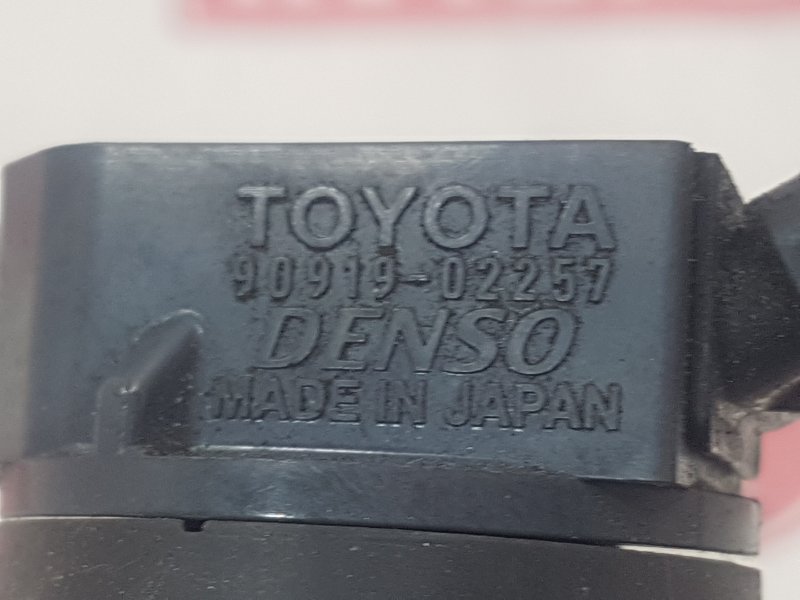 TOYOTA
90919-02257
DENSO
MADE IN JAPAN